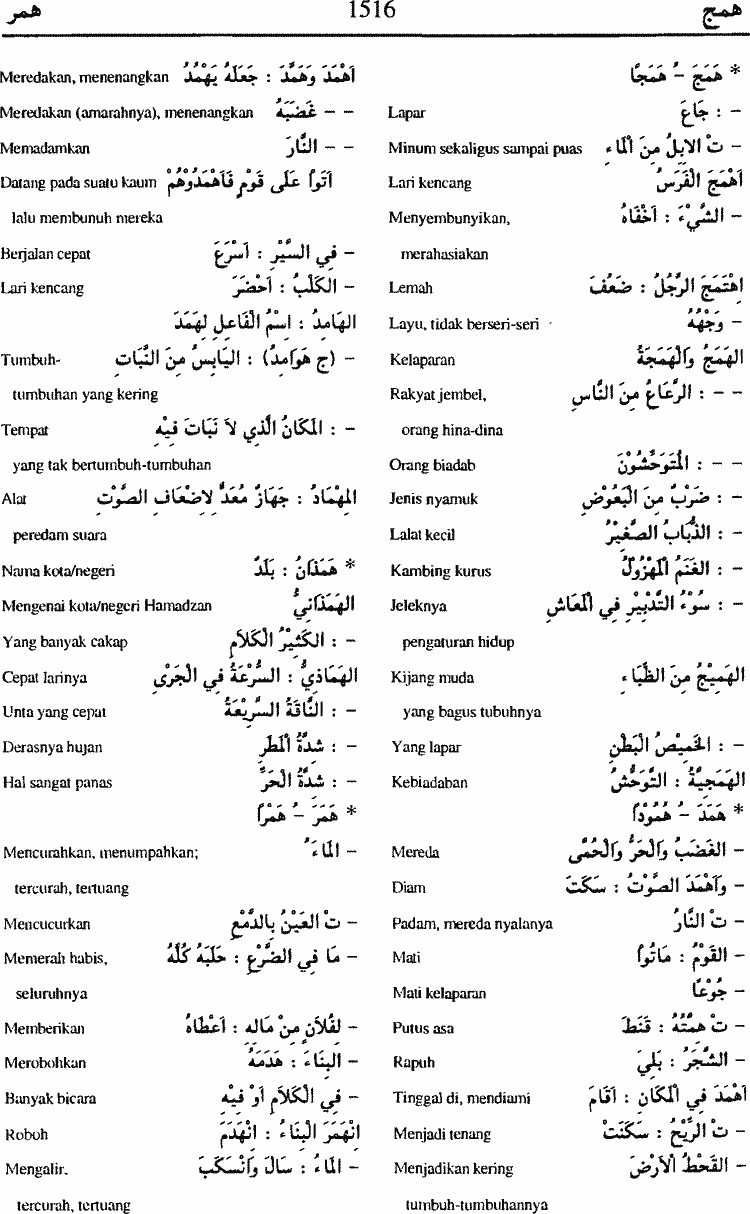 همج 1516 همر
* هَمَجَ - ُ هَمَجًا
- : جَاعَ Lapar
- تْ الاِبِلُ مِنَ الْمَاءِ Minum sekaligus sampai puas
اَهْمَجَ الْفَرَسُ Lari kencang
- الشَّيْءَ : اَخْفَاهُ Menyembunyikan,
merahasiakan
اِهْتَمَجَ الرَّجُلُ : ضَعُفَ Lemah
- وَجْهُهُ Layu, tidak berseri-seri
الهَمَجُ وَالْهَمَجَةُ Kelaparan
- - : الرَّعَاعُ مِنَ النَّاسِ Rakyat jembel,
orang hina-dina
- - : الْمُتَوَحِّشُوْنَ Orang biadab
- : ضَرْبٌ مِنَ الْبَعُوْضِ Jenis nyamuk
- : الذُّبَابُ الصَّغِيْرُ Lalat kecil
- : الغَنَمُ الْمَهْزُوْلُ Kambing kurus
- : سُوْءُ التَّدْبِيْرِ فِي الْمَعَاشِ Jeleknya
pengaturan hidup
الهَمِيْجُ مِنَ الظِّبَاءِ Kijang muda
yang bagus tubuhnya
- : الخَمِيْصُ الْبَطْنِ Yang lapar
الهَمَجِيَّةُ : التَّوَحُّشُ Kebiadaban
* هَمَدَ - ُ هُمُوْدًا
- الغَضَبُ وَالْحَرُّ وَالْحُمَّى Mereda
- وَاَهْمَدَ الصَّوْتُ : سَكَتَ Diam
- تْ النَّارُ Padam, mereda nyalanya
- القَوْمُ : مَاتُوْا Mati
- جُوْعًا Mati kelaparan
- تْ هِمَّتُهُ : قَنَطَ Putus asa
- الشَّجَرُ : بَلِيَ Rapuh
اَهْمَدَ فِي الْمَكَانِ : اَقَامَ Tinggal di, mendiami
- تْ الرِّيْحُ : سَكَنَتْ Menjadi tenang
- القَحْطُ الْاَرْضَ Menjadikan kering
tumbuh-tumbuhannya
اَهْمَدَ وَهَمَّدَ : جَعَلَهُ يَهْمُدُ Meredakan, menenangkan
- - غَضَبَهُ Meredakan (amarahnya), menenangkan
- - النَّارَ Memadamkan
اَتَوْا عَلَى قَوْمٍ فَاَهْمَدُوْهُمْ Datang pada suatu kaum
lalu membunuh mereka
- فِي السَّيْرِ : اَسْرَعَ Berjalan cepat
- الكَلْبُ : اَحْضَرَ Lari kencang
الهَامِدُ : اِسْمُ الْفَاعِلِ لِهَمَدَ
- (ج هَوَامِدُ) : اليَابِسُ مِنَ النَّبَاتِ Tumbuh-
tumbuhan yang kering
- : الْمَكَانُ الَّذِي لاَ نَبَاتَ فِيْهِ Tempat
yang tak bertumbuh-tumbuhan
المِهْمَادُ : جِهَازٌ مُعَدٌّ لِاِضْعَافِ الصَّوْتِ Alat
peredam suara
* هَمَذَانُ : بَلَدٌ Nama kota/negeri
الهَمَذَانِيُّ Mengenai kota/negeri Hamadzan
- : الكَثِيْرُ الْكَلاَمِ Yang banyak cakap
الهَمَاذِيُّ : السُّرْعَةُ فِي الْجَرْى Cepat larinya
- : النَّاقَةُ السَّرِيْعَةُ Unta yang cepat
- : شِدَّةُ الْمَطَرِ Derasnya hujan
- : شِدَّةُ الْحَرِّ Hal sangat panas
* هَمَرَ - ُ هَمْرًا
- الْمَاءَ Mencurahkan, menumpahkan;
tercurah, tertuang
- تْ العَيْنُ بِالدَّمْعِ Mencucurkan
- مَا فِي الضَّرْعِ : حَلَبَهُ كُلَّهُ Memerah habis,
seluruhnya
- لِفُلاَنٍ مِنْ مَالِهِ : اَعْطَاهُ Memberikan
- البِنَاءَ : هَدَمَهُ Merobohkan
- فِي الْكَلاَمِ اَوْ فِيْهِ Banyak bicara
اِنْهَمَرَ الْبِنَاءُ : اِنْهَدَمَ Roboh
- الْمَاءُ : سَالَ وَانْسَكَبَ Mengalir.
tercurah, tertuang